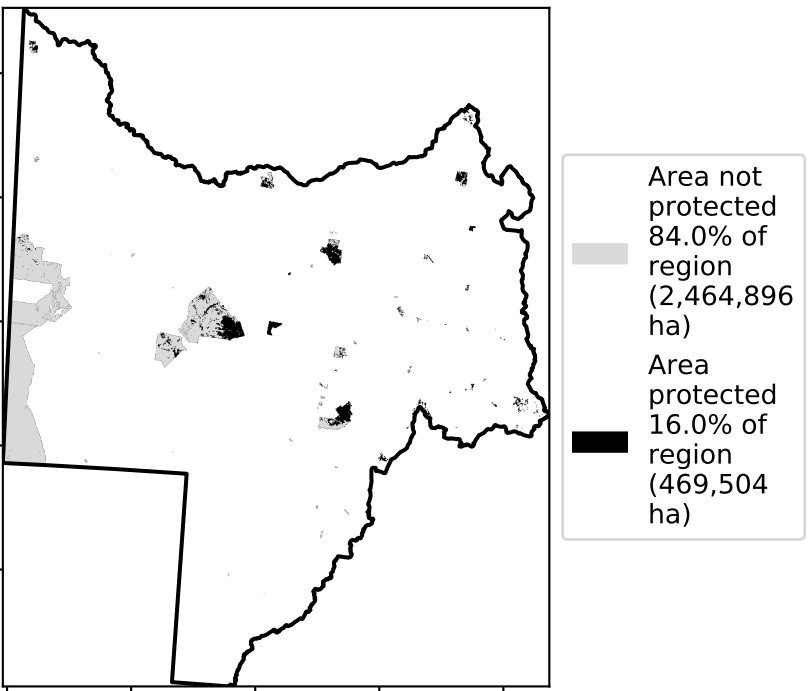 Area not
protected
84.0% of
region
(2,464,896
ha)
Area
protected
16.0% of
region
(469,504
ha)